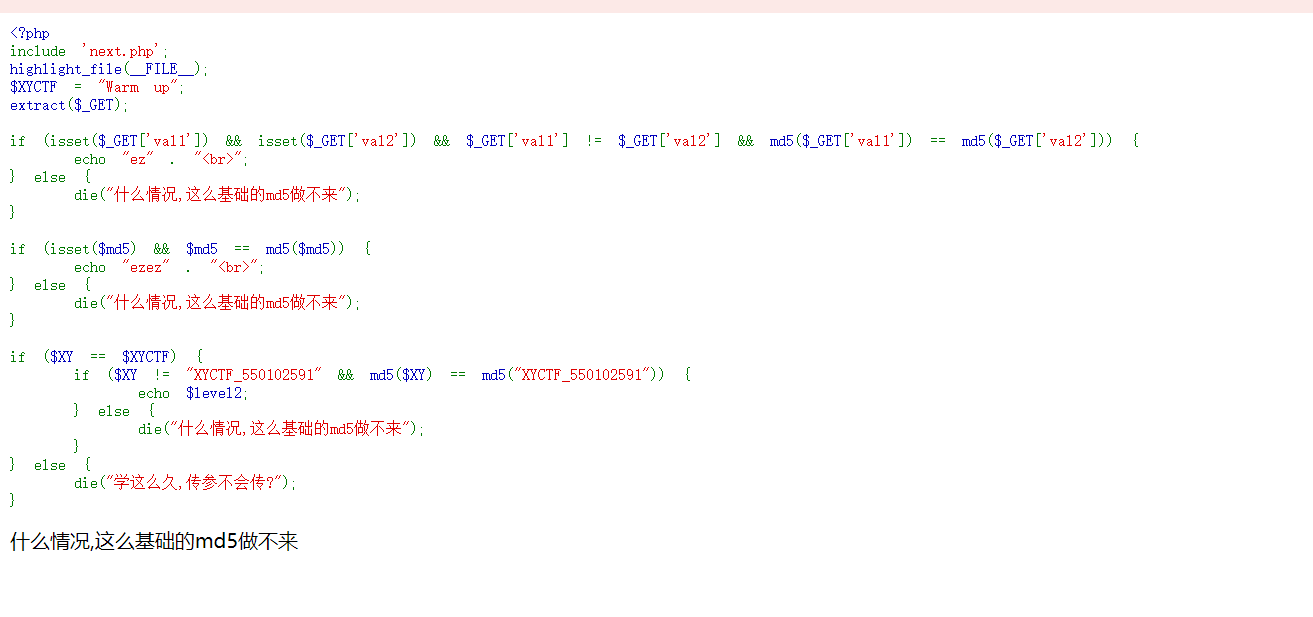 <?php
include 'next.php';
highlight_file(__FILE__);
$XYCTF = "Warm up";
extract($_GET);
if (isset($_GET['val1']) && isset($_GET['val2']) && $_GET['val1'] != $_GET['val2'] && md5($_GET['val1']) == md5($_GET['val2'])) {
echo "ez" . "<br>";
} else {
die("什么情况,这么基础的md5做不来");
}
if (isset($md5) && $md5 == md5($md5)) {
echo "ezez" . "<br>";
} else {
die("什么情况,这么基础的md5做不来");
}
if ($XY == $XYCTF) {
if ($XY != "XYCTF_550102591" && md5($XY) == md5("XYCTF_550102591")) {
echo $level2;
} else {
die("什么情况,这么基础的md5做不来");
}
} else {
die("学这么久,传参不会传?");
}
什么情况,这么基础的md5做不来